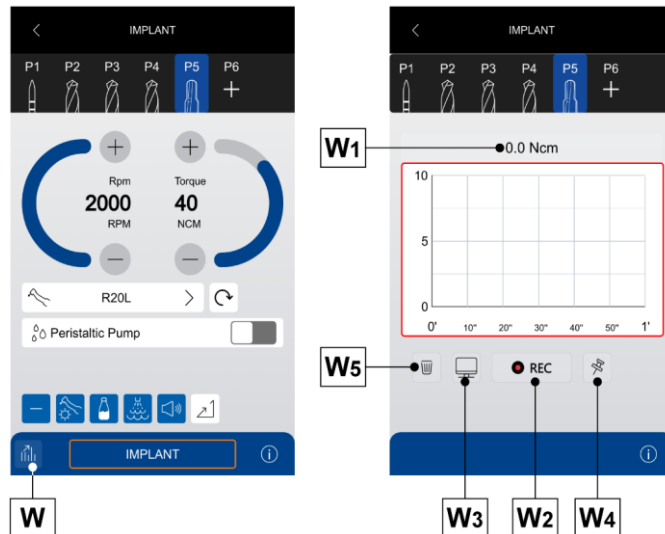 IMPLANT
P1 P2 P3 P4 P5 P6
Rpm
2000
RPM
Torque
40
NCM
R20L
Peristaltic Pump
IMPLANT
W
IMPLANT
P1 P2 P3 P4 P5 P6
W1
0.0 Ncm
10
5
0
0' 10" 20" 30" 40" 50" 1'
W5
REC
W3
W2
W4